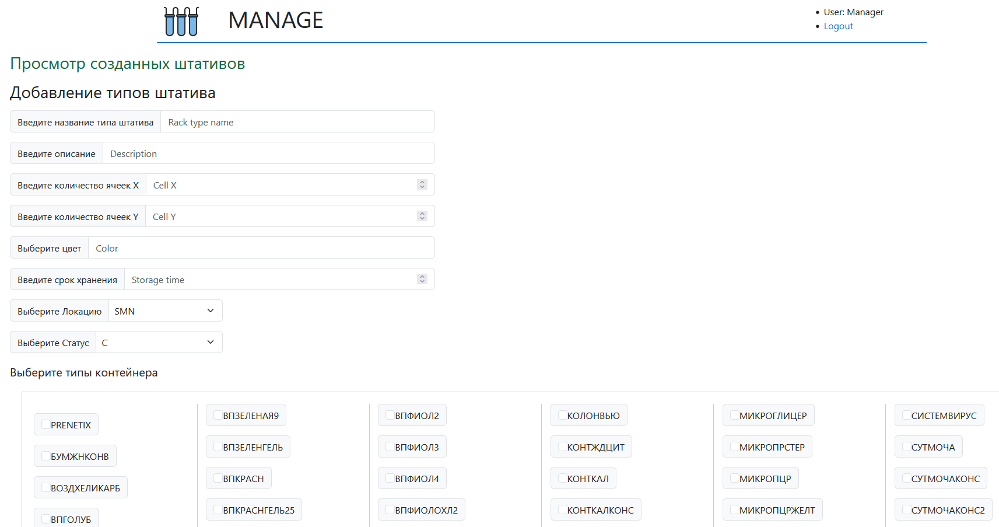 MANAGE
User: Manager
Logout
Просмотр созданных штативов
Добавление типов штатива
Введите название типа штатива Rack type name
Введите описание Description
Введите количество ячеек X Cell X
Введите количество ячеек Y Cell Y
Выберите цвет Color
Введите срок хранения Storage time
Выберите Локацию SMN
Выберите Статус C
Выберите типы контейнера
PRENETIX
БУМЖНКОНВ
ВОЗДХЕЛИКАРБ
ВПГОЛУБ
ВПЗЕЛЕНАЯ9
ВПЗЕЛЕНГЕЛЬ
ВПКРАСН
ВПКРАСНГЕЛЬ25
ВПФИОЛ2
ВПФИОЛ3
ВПФИОЛ4
ВПФИОЛОХЛ2
КОЛОНВЬЮ
КОНТЖДЦИТ
КОНТКАЛ
КОНТКАЛКОНС
МИКРОГЛИЦЕР
МИКРОПРСТЕР
МИКРОПЦР
МИКРОПЦРЖЕЛТ
СИСТЕМВИРУС
СУТМОЧА
СУТМОЧАКОНС
СУТМОЧАКОНС2